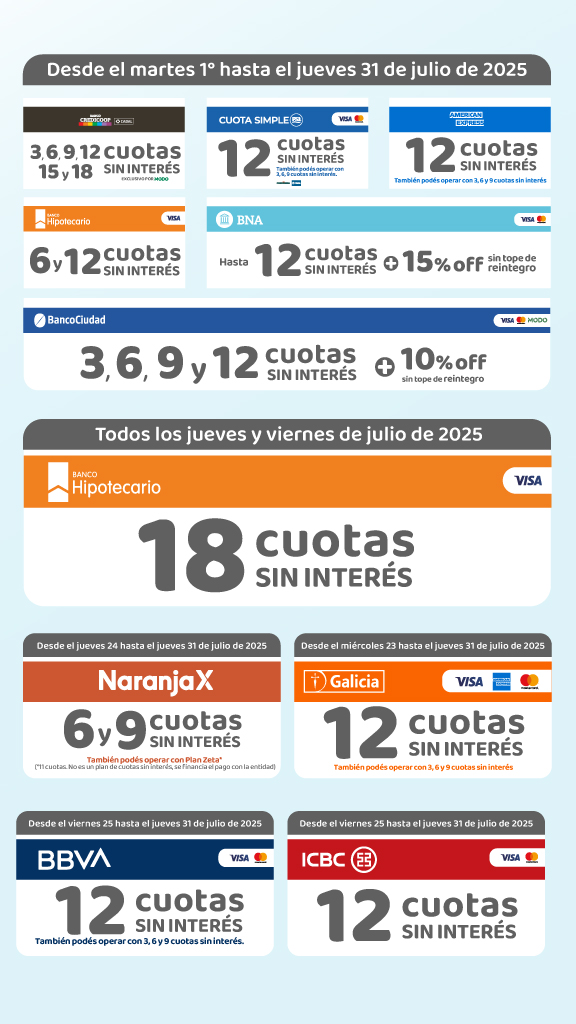 Desde el martes 1° hasta el jueves 31 de julio de 2025
BANCO
CREDICOOP
CABAL
3, 6, 9, 12 cuotas
15 y 18 SIN INTERÉS
EXCLUSIVO POR MODO
CUOTA SIMPLE
VISA
12 cuotas
SIN INTERÉS
También podés operar con
3, 6, 9 cuotas sin interés.
AMERICAN
EXPRESS
12 cuotas
SIN INTERÉS
También podés operar con 3, 6 y 9 cuotas sin interés
BANCO
Hipotecario
VISA
6 y 12 cuotas
SIN INTERÉS
BNA
VISA
Hasta 12 cuotas
SIN INTERÉS
+ 15% off sin tope de
reintegro
BancoCiudad
VISA MODO
3, 6, 9 y 12 cuotas
SIN INTERÉS
+ 10% off
sin tope de reintegro
Todos los jueves y viernes de julio de 2025
BANCO
Hipotecario
VISA
18 cuotas
SIN INTERÉS
Desde el jueves 24 hasta el jueves 31 de julio de 2025
Naranja X
6 y 9 cuotas
SIN INTERÉS
También podés operar con Plan Zeta*
(*11 cuotas. No es un plan de cuotas sin interés, se financia el pago con la entidad)
Desde el miércoles 23 hasta el jueves 31 de julio de 2025
Galicia
VISA
12 cuotas
SIN INTERÉS
También podés operar con 3, 6 y 9 cuotas sin interés
Desde el viernes 25 hasta el jueves 31 de julio de 2025
BBVA
VISA
12 cuotas
SIN INTERÉS
También podés operar con 3, 6 y 9 cuotas sin interés.
Desde el viernes 25 hasta el jueves 31 de julio de 2025
ICBC
VISA
12 cuotas
SIN INTERÉS